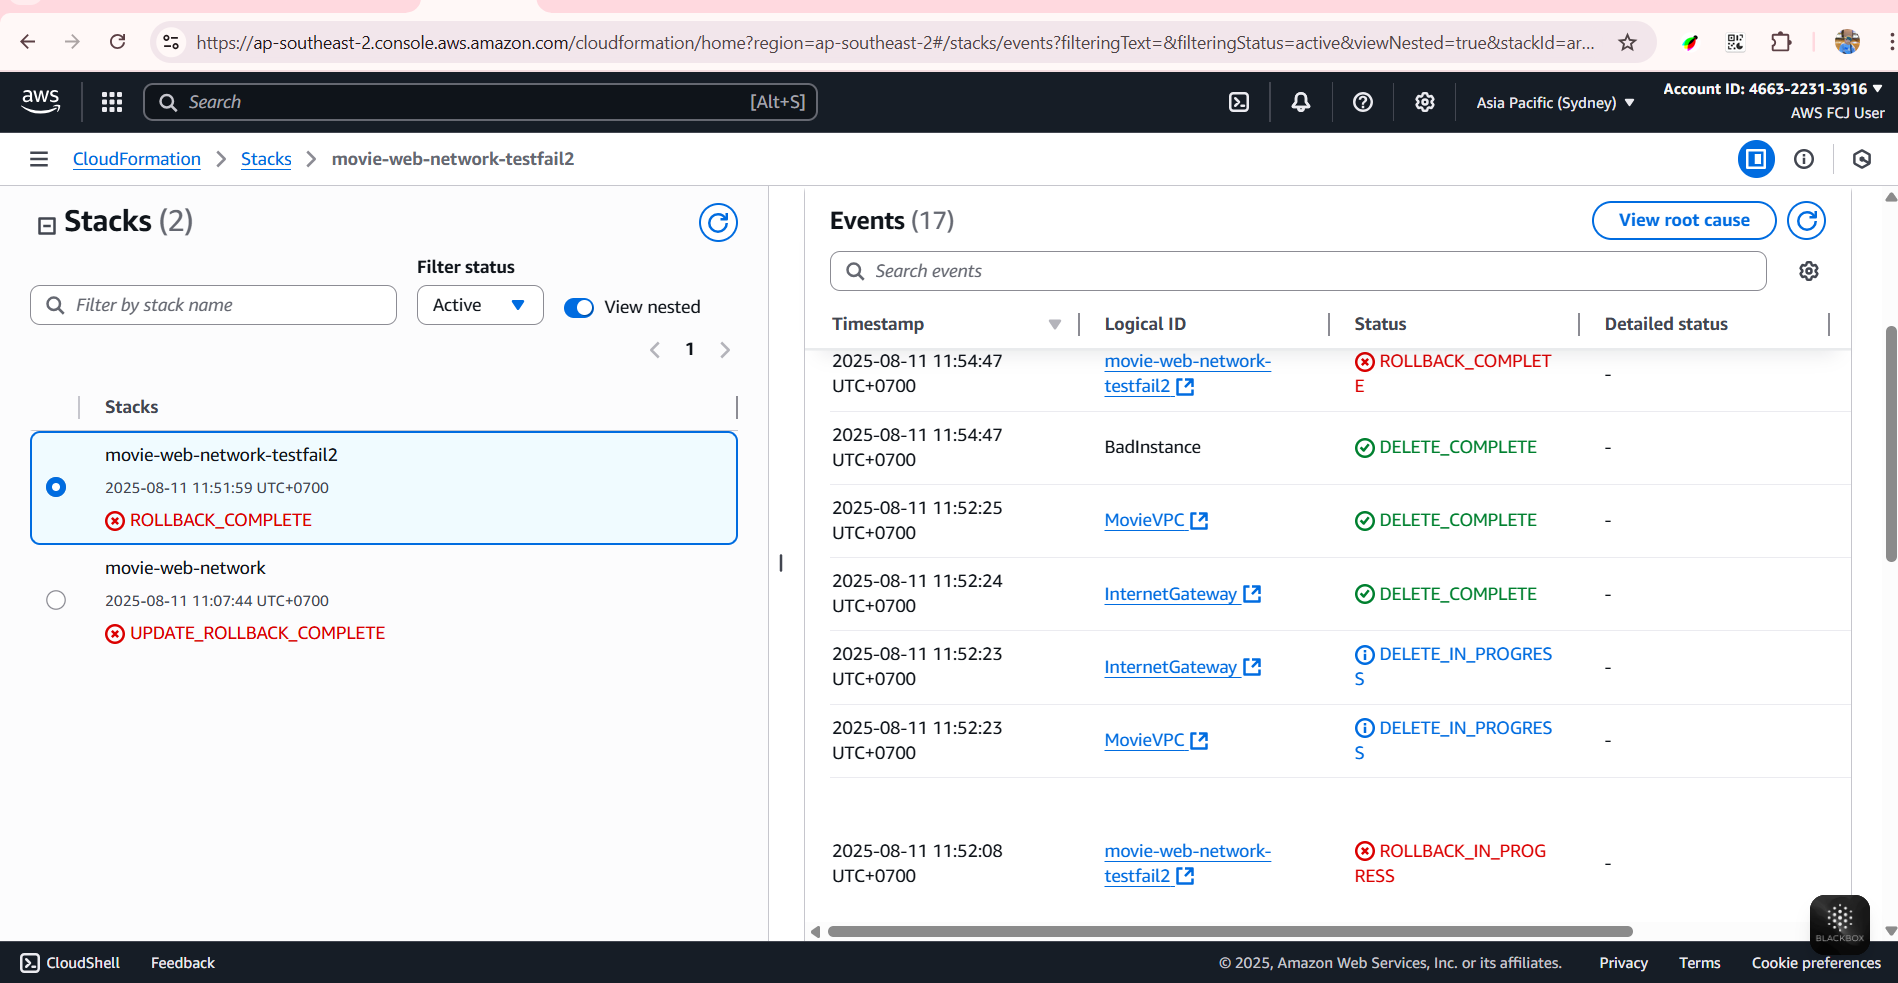 https://ap-southeast-2.console.aws.amazon.com/cloudformation/home?region=ap-southeast-2#/stacks/events?filteringText=&filteringStatus=active&viewNested=true&stackId=ar...
aws
Search [Alt+S]
Asia Pacific (Sydney)
Account ID: 4663-2231-3916
AWS FCJ User
CloudFormation > Stacks > movie-web-network-testfail2
Stacks (2)
Filter status
Filter by stack name
Active
View nested
1
Stacks
movie-web-network-testfail2
2025-08-11 11:51:59 UTC+0700
ROLLBACK_COMPLETE
movie-web-network
2025-08-11 11:07:44 UTC+0700
UPDATE_ROLLBACK_COMPLETE
Events (17)
View root cause
Search events
Timestamp Logical ID Status Detailed status
2025-08-11 11:54:47 movie-web-network- ROLLBACK_COMPLET
UTC+0700 testfail2 E -
2025-08-11 11:54:47
UTC+0700 BadInstance DELETE_COMPLETE -
2025-08-11 11:52:25
UTC+0700 MovieVPC DELETE_COMPLETE -
2025-08-11 11:52:24
UTC+0700 InternetGateway DELETE_COMPLETE -
2025-08-11 11:52:23 InternetGateway DELETE_IN_PROGRES
UTC+0700 S -
2025-08-11 11:52:23 MovieVPC DELETE_IN_PROGRES
UTC+0700 S -
2025-08-11 11:52:08 movie-web-network- ROLLBACK_IN_PROG
UTC+0700 testfail2 RESS -
BLACKBOX
CloudShell Feedback
© 2025, Amazon Web Services, Inc. or its affiliates. Privacy Terms Cookie preferences